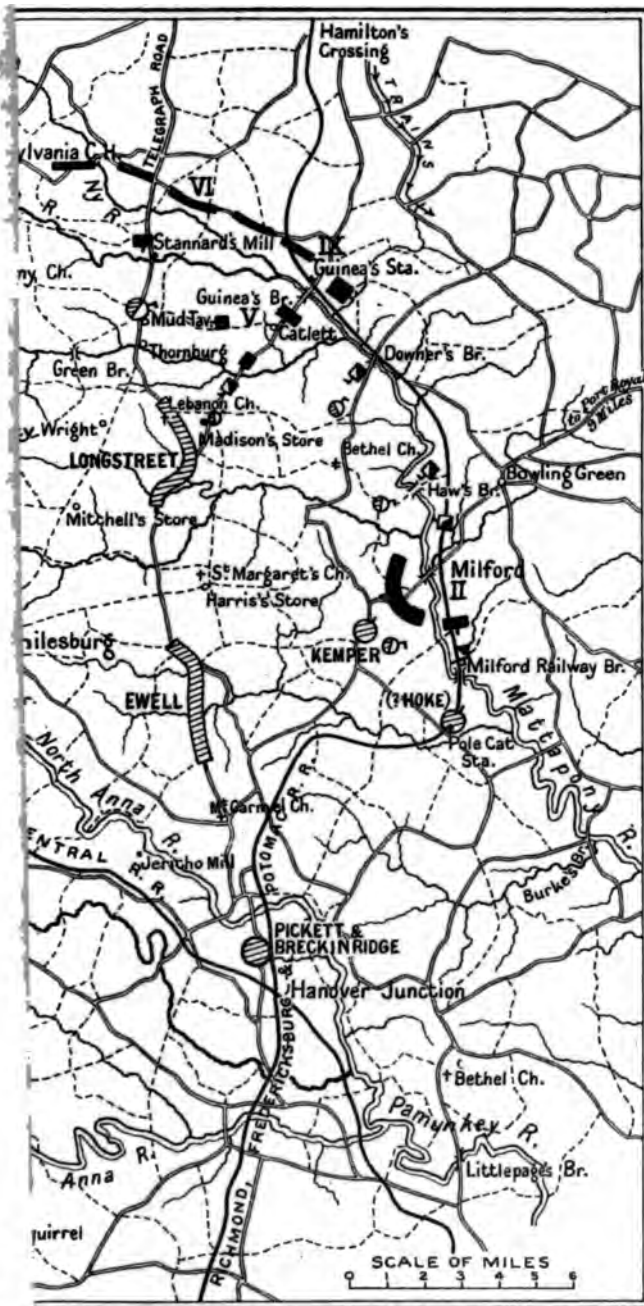 Hamilton's
Crossing
TELEGRAPH ROAD
TRAINS
ylvania C.H.
Ny R
VI
R
Stannard's Mill
IX
Guinea's Sta.
ny Ch.
Guinea's Br.
Mud Tav.
V
Catlett
Thornburg
Downer's Br.
Green Br.
to Port Royal
9 Miles
Lebanon Ch.
y Wright
Madison's Store
Bethel Ch.
LONGSTREET
Bowling Green
Haw's Br.
Mitchell's Store
St. Margaret's Ch.
Milford
II
Harris's Store
hilesburg
KEMPER
Milford Railway Br.
EWELL
(? HOKE)
Mattapony R.
Pole Cat
Sta.
North Anna R.
Mt. Carmel Ch.
POTOMAC R.R.
ENTRAL R R
Jericho Mill
Burke's Br.
PICKETT &
BRECKINRIDGE
Hanover Junction
RICHMOND, FREDERICKSBURG &
Bethel Ch.
Pamunkey R.
Anna R.
Littlepage's Br.
quirrel
SCALE OF MILES
0 1 2 3 4 5 6